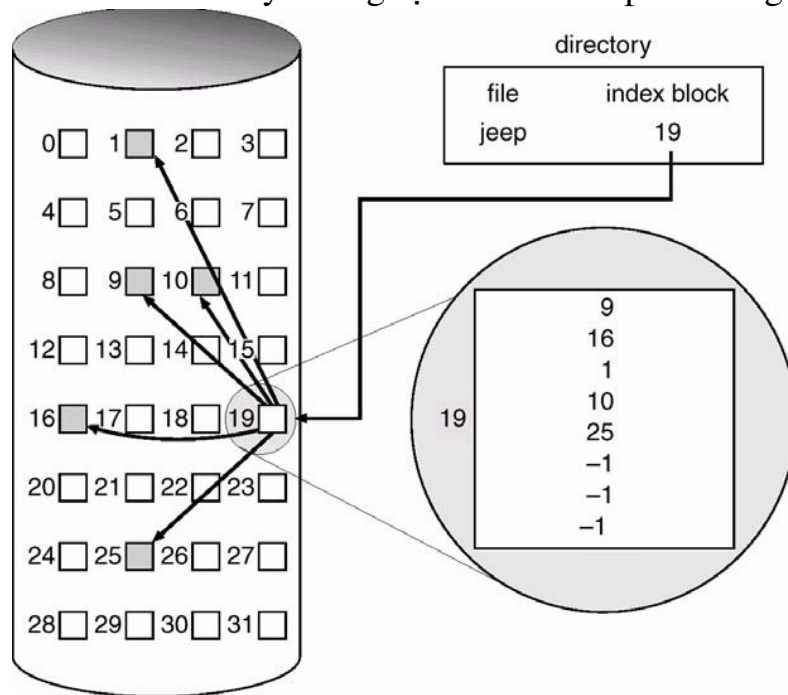 directory
file index block
jeep 19
0 1 2 3
4 5 6 7
8 9 10 11
12 13 14 15
16 17 18 19
20 21 22 23
24 25 26 27
28 29 30 31
19
9
16
1
10
25
–1
–1
–1